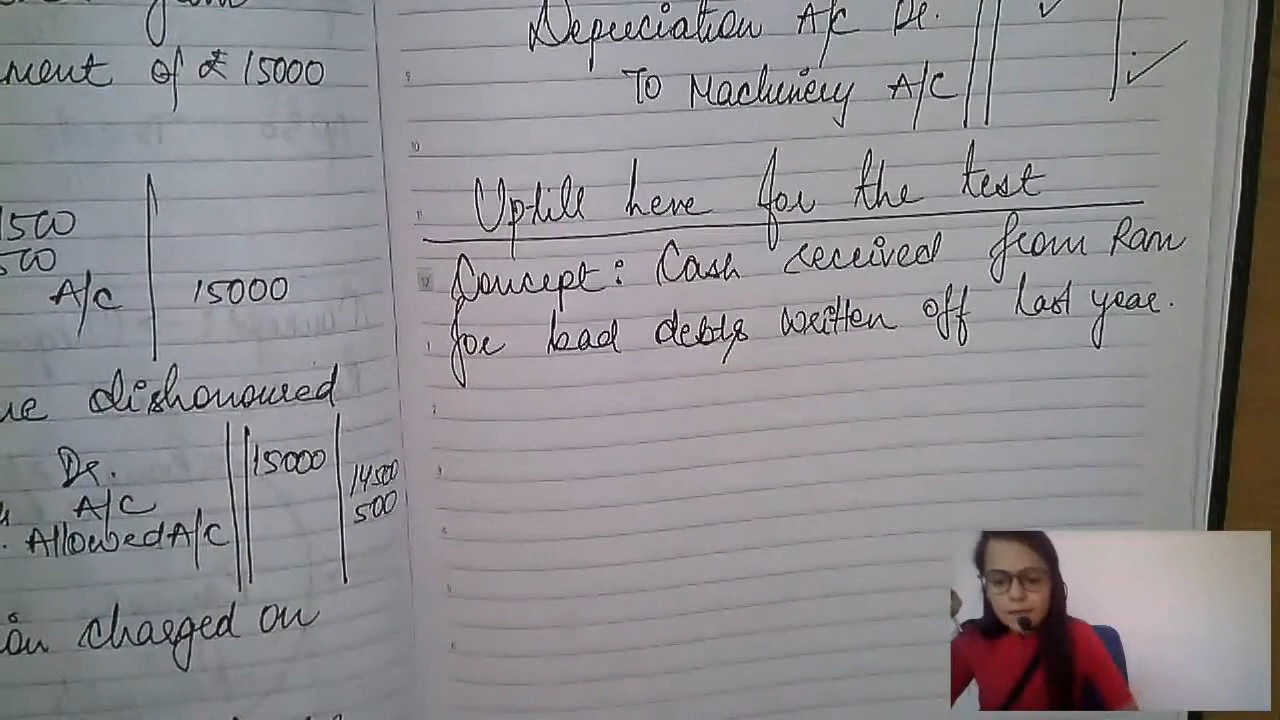 ment of ₹ 15000
1500
500
A/c 15000
dishonoured
Dr. 15000
A/c 14500
Allowed A/c 500
charged on
Depreciation A/c Dr.
To Machinery A/c
Uptill here for the test
Concept: Cash received from Ram
for bad debts written off last year.